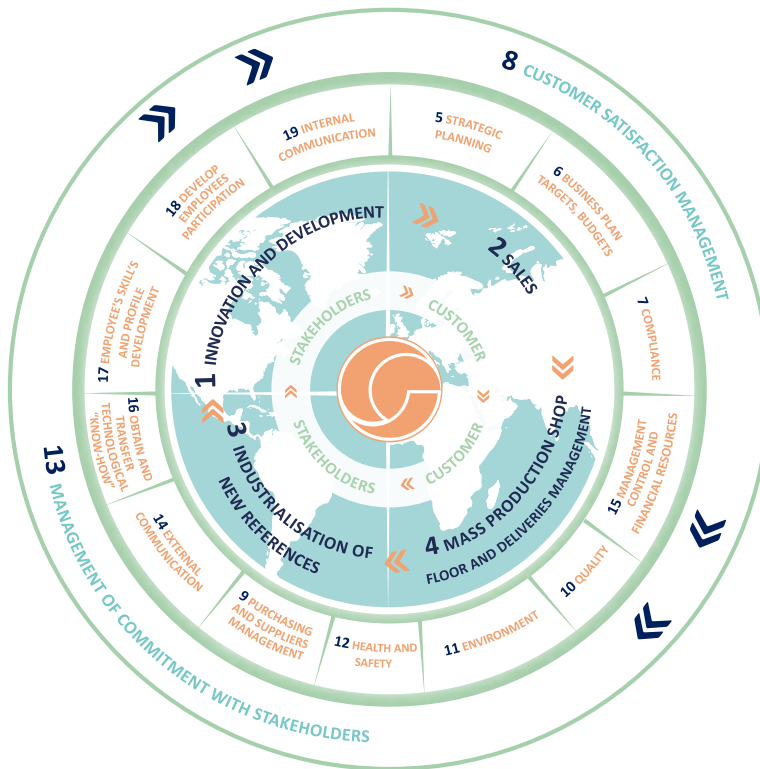 8 CUSTOMER SATISFACTION MANAGEMENT
13 MANAGEMENT OF COMMITMENT WITH STAKEHOLDERS
19 INTERNAL
COMMUNICATION
5 STRATEGIC
PLANNING
6 BUSINESS PLAN
TARGETS, BUDGETS
7 COMPLIANCE
15 MANAGEMENT
CONTROL AND
FINANCIAL RESOURCES
10 QUALITY
11 ENVIRONMENT
12 HEALTH AND
SAFETY
9 PURCHASING
AND SUPPLIERS
MANAGEMENT
14 EXTERNAL
COMMUNICATION
16 OBTAIN AND
TRANSFER
TECHNOLOGICAL
"KNOW-HOW"
17 EMPLOYEE'S SKILL'S
AND PROFILE
DEVELOPMENT
18 DEVELOP
EMPLOYEES
PARTICIPATION
1 INNOVATION AND DEVELOPMENT
2 SALES
3 INDUSTRIALISATION OF
NEW REFERENCES
4 MASS PRODUCTION SHOP
FLOOR AND DELIVERIES MANAGEMENT
STAKEHOLDERS
CUSTOMER
STAKEHOLDERS
CUSTOMER